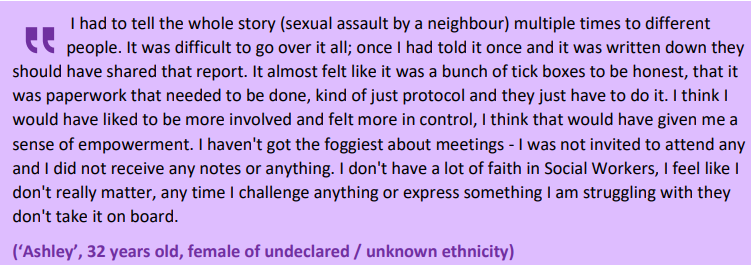 I had to tell the whole story (sexual assault by a neighbour) multiple times to different
people. It was difficult to go over it all; once I had told it once and it was written down they
should have shared that report. It almost felt like it was a bunch of tick boxes to be honest, that it
was paperwork that needed to be done, kind of just protocol and they just have to do it. I think I
would have liked to be more involved and felt more in control, I think that would have given me a
sense of empowerment. I haven't got the foggiest about meetings - I was not invited to attend any
and I did not receive any notes or anything. I don't have a lot of faith in Social Workers, I feel like I
don't really matter, any time I challenge anything or express something I am struggling with they
don't take it on board.
(‘Ashley’, 32 years old, female of undeclared / unknown ethnicity)